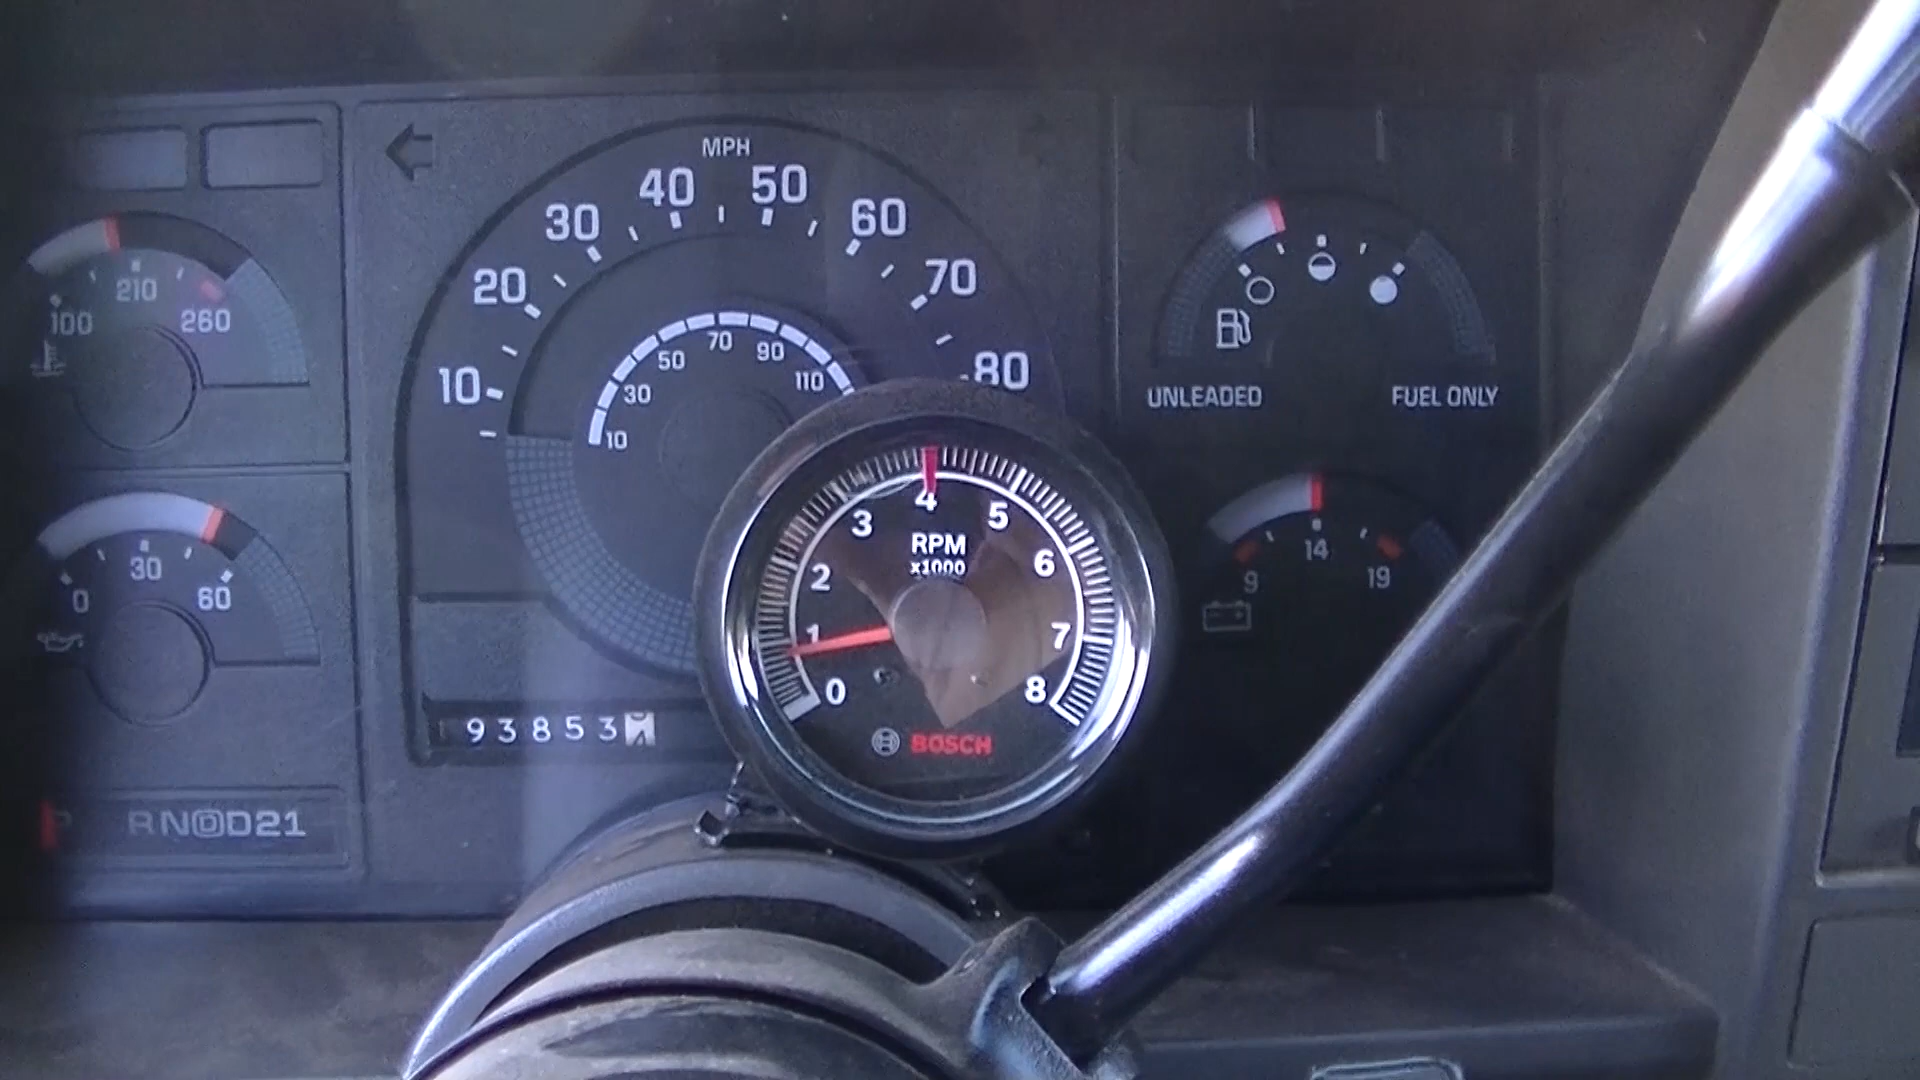 MPH
10 20 30 40 50 60 70 80
10 30 50 70 90 110
100 210 260
0 30 60
93853
P RNDD21
UNLEADED FUEL ONLY
9 14 19
0 1 2 3 4 5 6 7 8
RPM
x1000
BOSCH